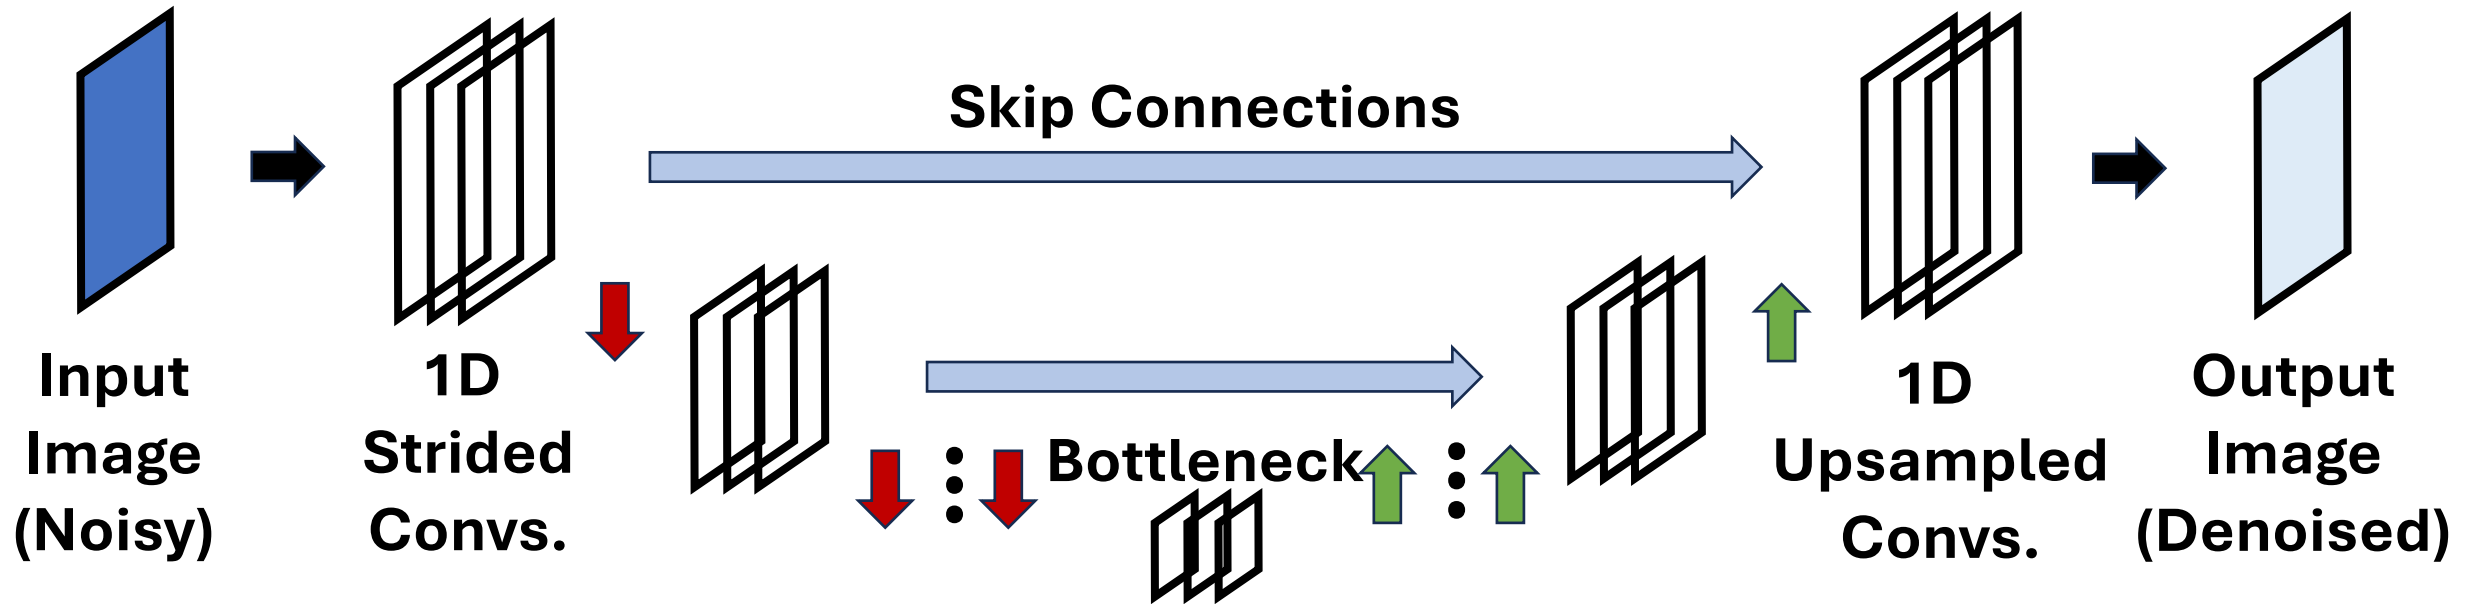 Skip Connections
Input
Image
(Noisy)
1D
Strided
Convs.
Bottleneck
1D
Upsampled
Convs.
Output
Image
(Denoised)